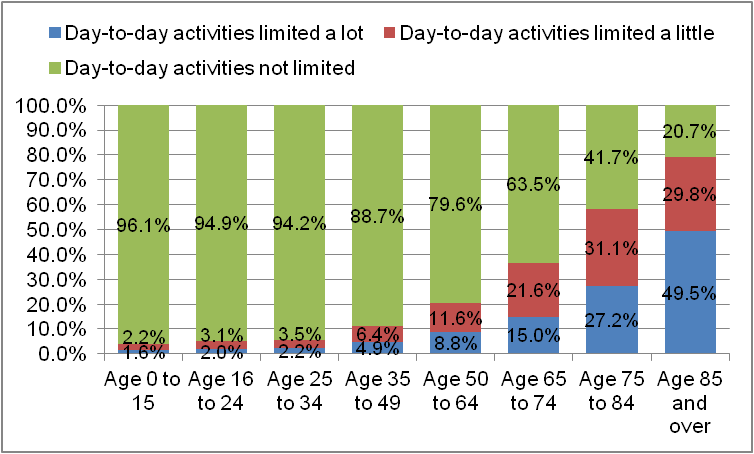 Day-to-day activities limited a lot
Day-to-day activities limited a little
Day-to-day activities not limited
100.0%
90.0%
80.0%
70.0%
60.0%
50.0%
40.0%
30.0%
20.0%
10.0%
0.0%
96.1%
94.9%
94.2%
88.7%
79.6%
63.5%
41.7%
20.7%
2.2%
3.1%
3.5%
6.4%
11.6%
21.6%
31.1%
29.8%
1.6%
2.0%
2.2%
4.9%
8.8%
15.0%
27.2%
49.5%
Age 0 to
15
Age 16
to 24
Age 25
to 34
Age 35
to 49
Age 50
to 64
Age 65
to 74
Age 75
to 84
Age 85
and
over